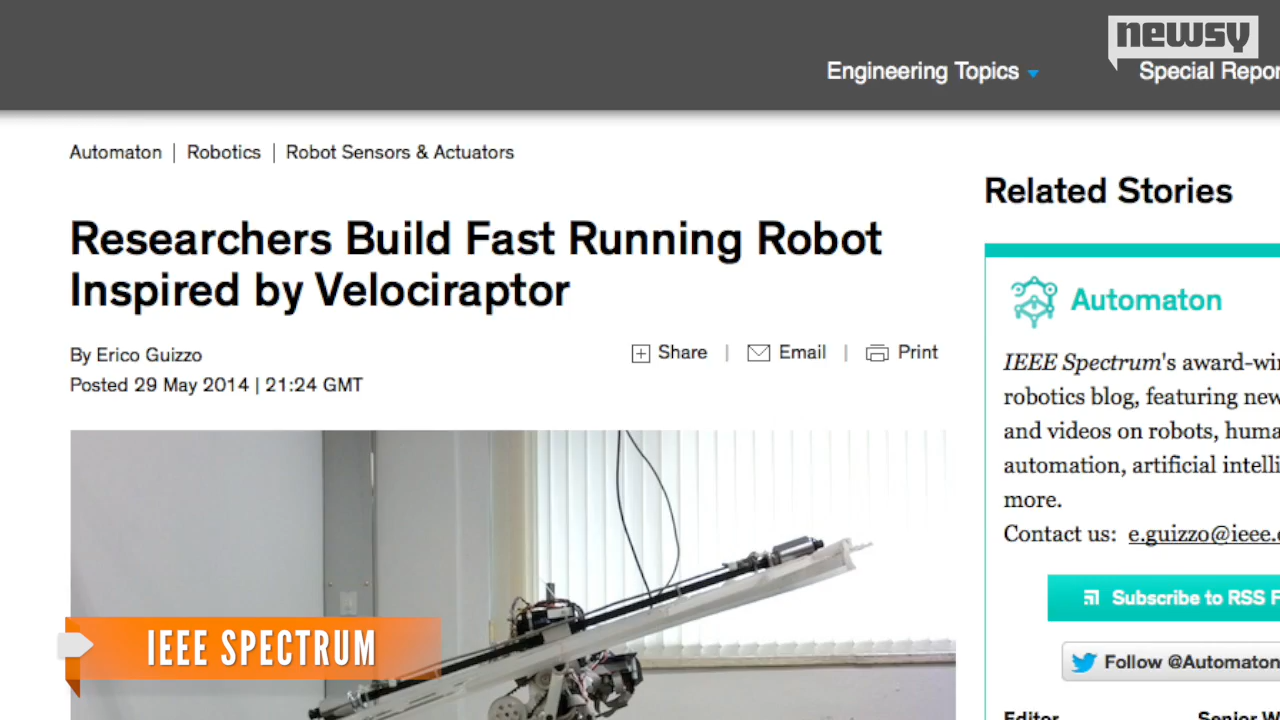 newsy
Engineering Topics
Special Repor
Automaton | Robotics | Robot Sensors & Actuators
Researchers Build Fast Running Robot
Inspired by Velociraptor
By Erico Guizzo
Posted 29 May 2014 | 21:24 GMT
Share | Email | Print
Related Stories
Automaton
IEEE Spectrum's award-wi
robotics blog, featuring new
and videos on robots, huma
automation, artificial intelli
more.
Contact us: e.guizzo@ieee.
Subscribe to RSS F
Follow @Automaton
Editor
Senior W
IEEE SPECTRUM